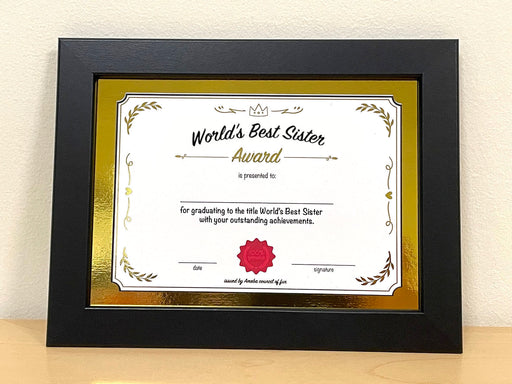 World's Best Sister
Award
is presented to:
for graduating to the title World's Best Sister
with your outstanding achievements.
date
signature
issued by Anaba council of fun